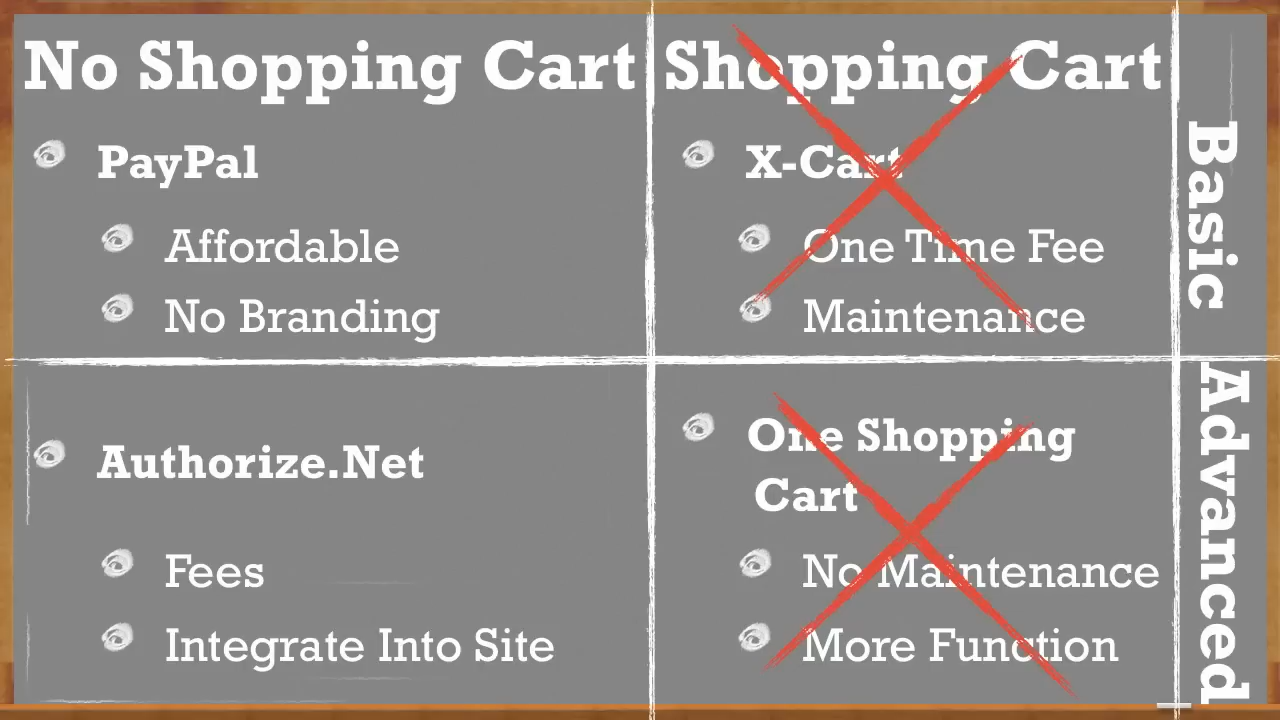 No Shopping Cart
PayPal
Affordable
No Branding
Shopping Cart
X-Cart
One Time Fee
Maintenance
Basic
Authorize.Net
Fees
Integrate Into Site
One Shopping
Cart
No Maintenance
More Function
Advanced